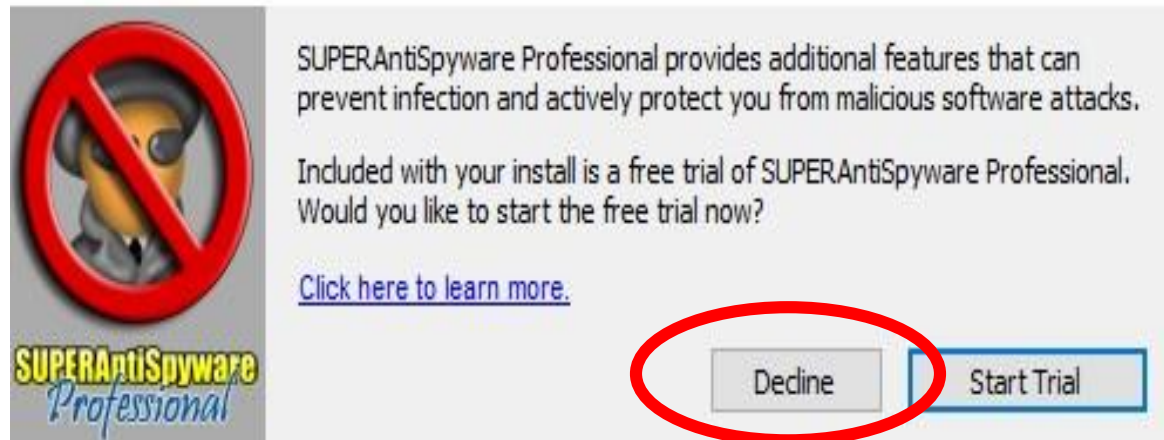 SUPERAntiSpyware Professional provides additional features that can
prevent infection and actively protect you from malicious software attacks.
Included with your install is a free trial of SUPERAntiSpyware Professional.
Would you like to start the free trial now?
Click here to learn more.
SUPERAntiSpyware
Professional
Decline
Start Trial